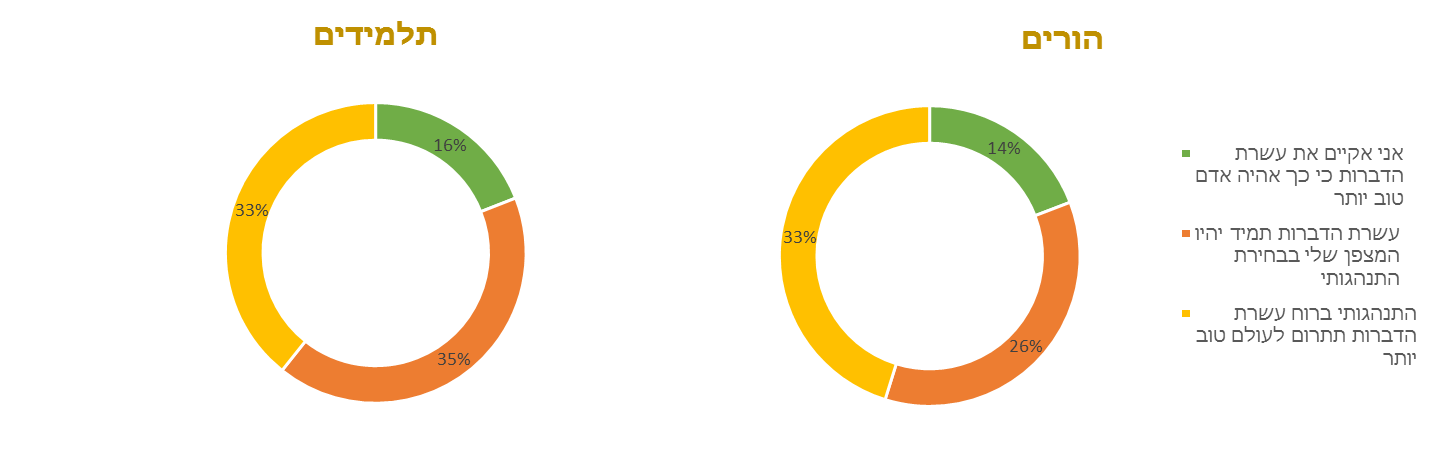 הורים
תלמידים
14%
26%
33%
16%
35%
33%
אני אקיים את עשרת
הדברות כי כך אהיה אדם
טוב יותר
עשרת הדברות תמיד יהיו
המצפן שלי בבחירת
התנהגותי
התנהגותי ברוח עשרת
הדברות תתרום לעולם טוב
יותר